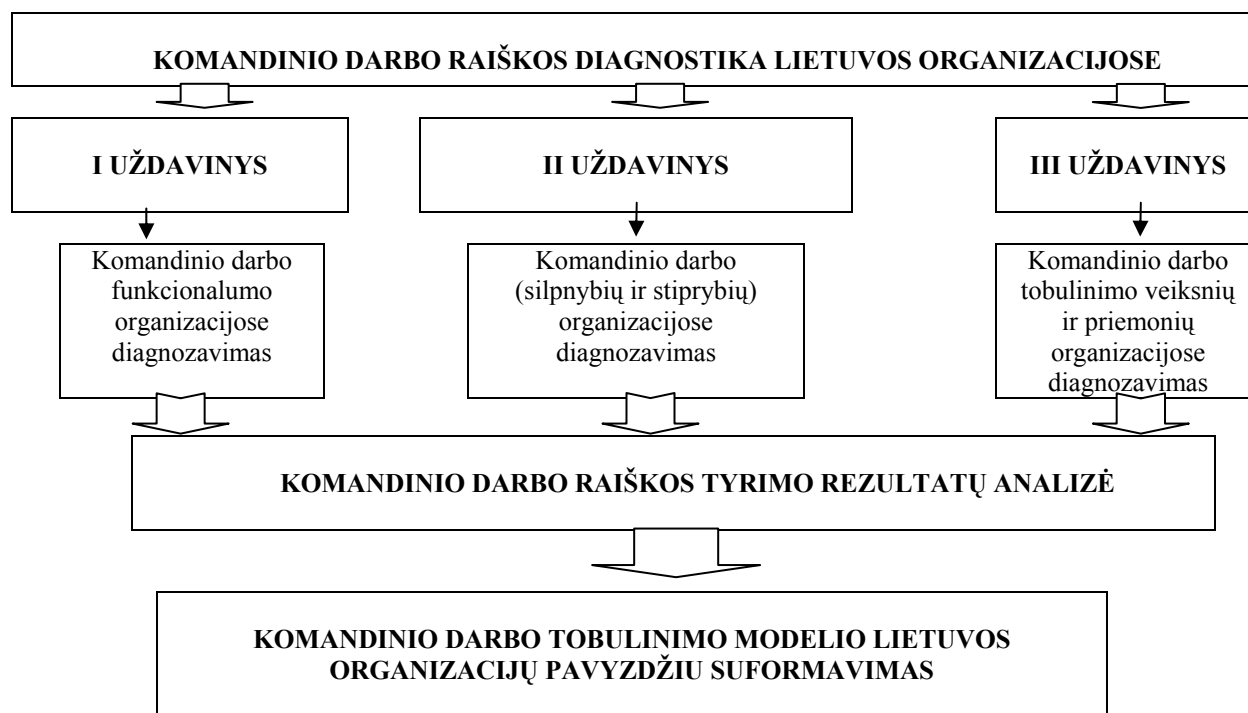 KOMANDINIO DARBO RAIŠKOS DIAGNOSTIKA LIETUVOS ORGANIZACIJOSE
I UŽDAVINYS
II UŽDAVINYS
III UŽDAVINYS
Komandinio darbo
funkcionalumo
organizacijose
diagnozavimas
Komandinio darbo
(silpnybių ir stiprybių)
organizacijose
diagnozavimas
Komandinio darbo
tobulinimo veiksnių
ir priemonių
organizacijose
diagnozavimas
KOMANDINIO DARBO RAIŠKOS TYRIMO REZULTATŲ ANALIZĖ
KOMANDINIO DARBO TOBULINIMO MODELIO LIETUVOS
ORGANIZACIJŲ PAVYZDŽIU SUFORMAVIMAS